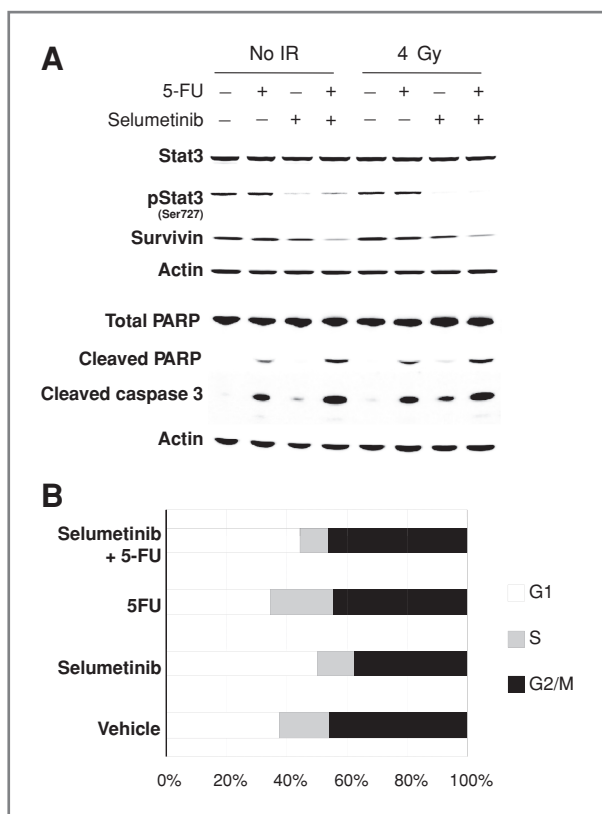 A
No IR 4 Gy
5-FU – + – + – + – +
Selumetinib – – + + – – + +
Stat3
pStat3
(Ser727)
Survivin
Actin
Total PARP
Cleaved PARP
Cleaved caspase 3
Actin
B
Selumetinib
+ 5-FU
5FU
Selumetinib
Vehicle
G1
S
G2/M
0% 20% 40% 60% 80% 100%